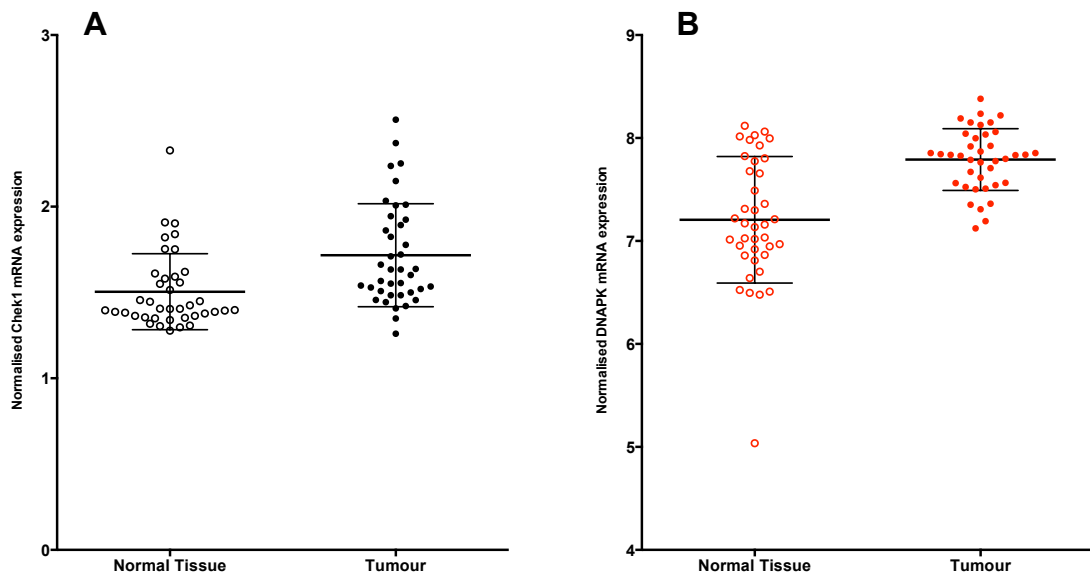 A
Normalised Chek1 mRNA expression
3
2
1
0
Normal Tissue
Tumour
B
Normalised DNAPK mRNA expression
9
8
7
6
5
4
Normal Tissue
Tumour